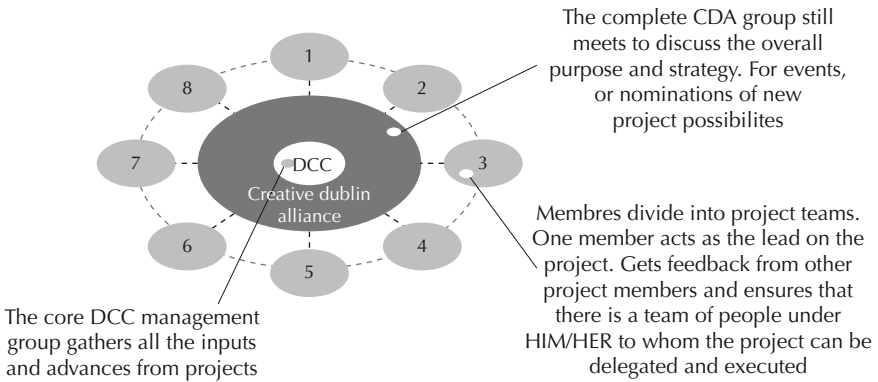 The complete CDA group still
meets to discuss the overall
purpose and strategy. For events,
or nominations of new
project possibilites
1
2
8
7
DCC
3
Creative dublin
alliance
6
4
5
Membres divide into project teams.
One member acts as the lead on the
project. Gets feedback from other
project members and ensures that
there is a team of people under
HIM/HER to whom the project can be
delegated and executed
The core DCC management
group gathers all the inputs
and advances from projects